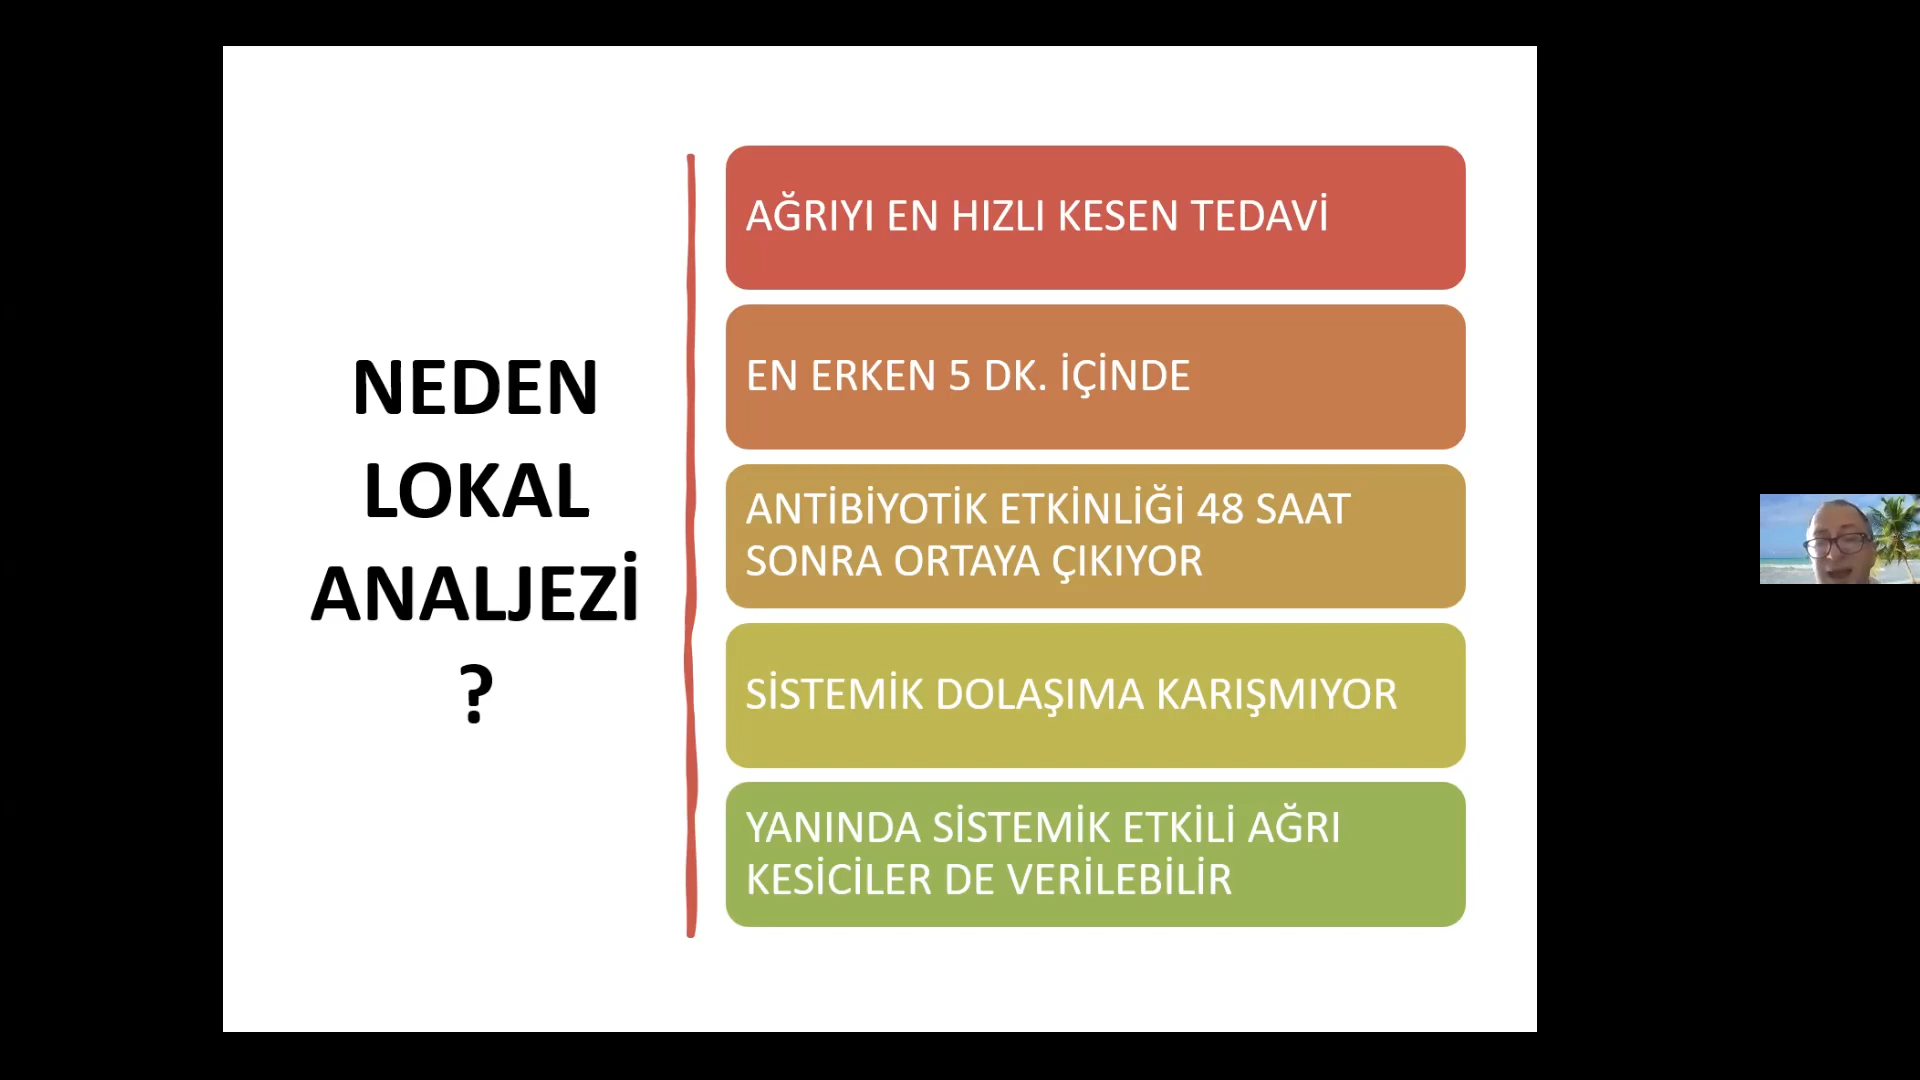 NEDEN
LOKAL
ANALJEZİ
?
AĞRIYI EN HIZLI KESEN TEDAVİ
EN ERKEN 5 DK. İÇİNDE
ANTİBİYOTİK ETKİNLİĞİ 48 SAAT
SONRA ORTAYA ÇIKIYOR
SİSTEMİK DOLAŞIMA KARIŞMIYOR
YANINDA SİSTEMİK ETKİLİ AĞRI
KESİCİLER DE VERİLEBİLİR